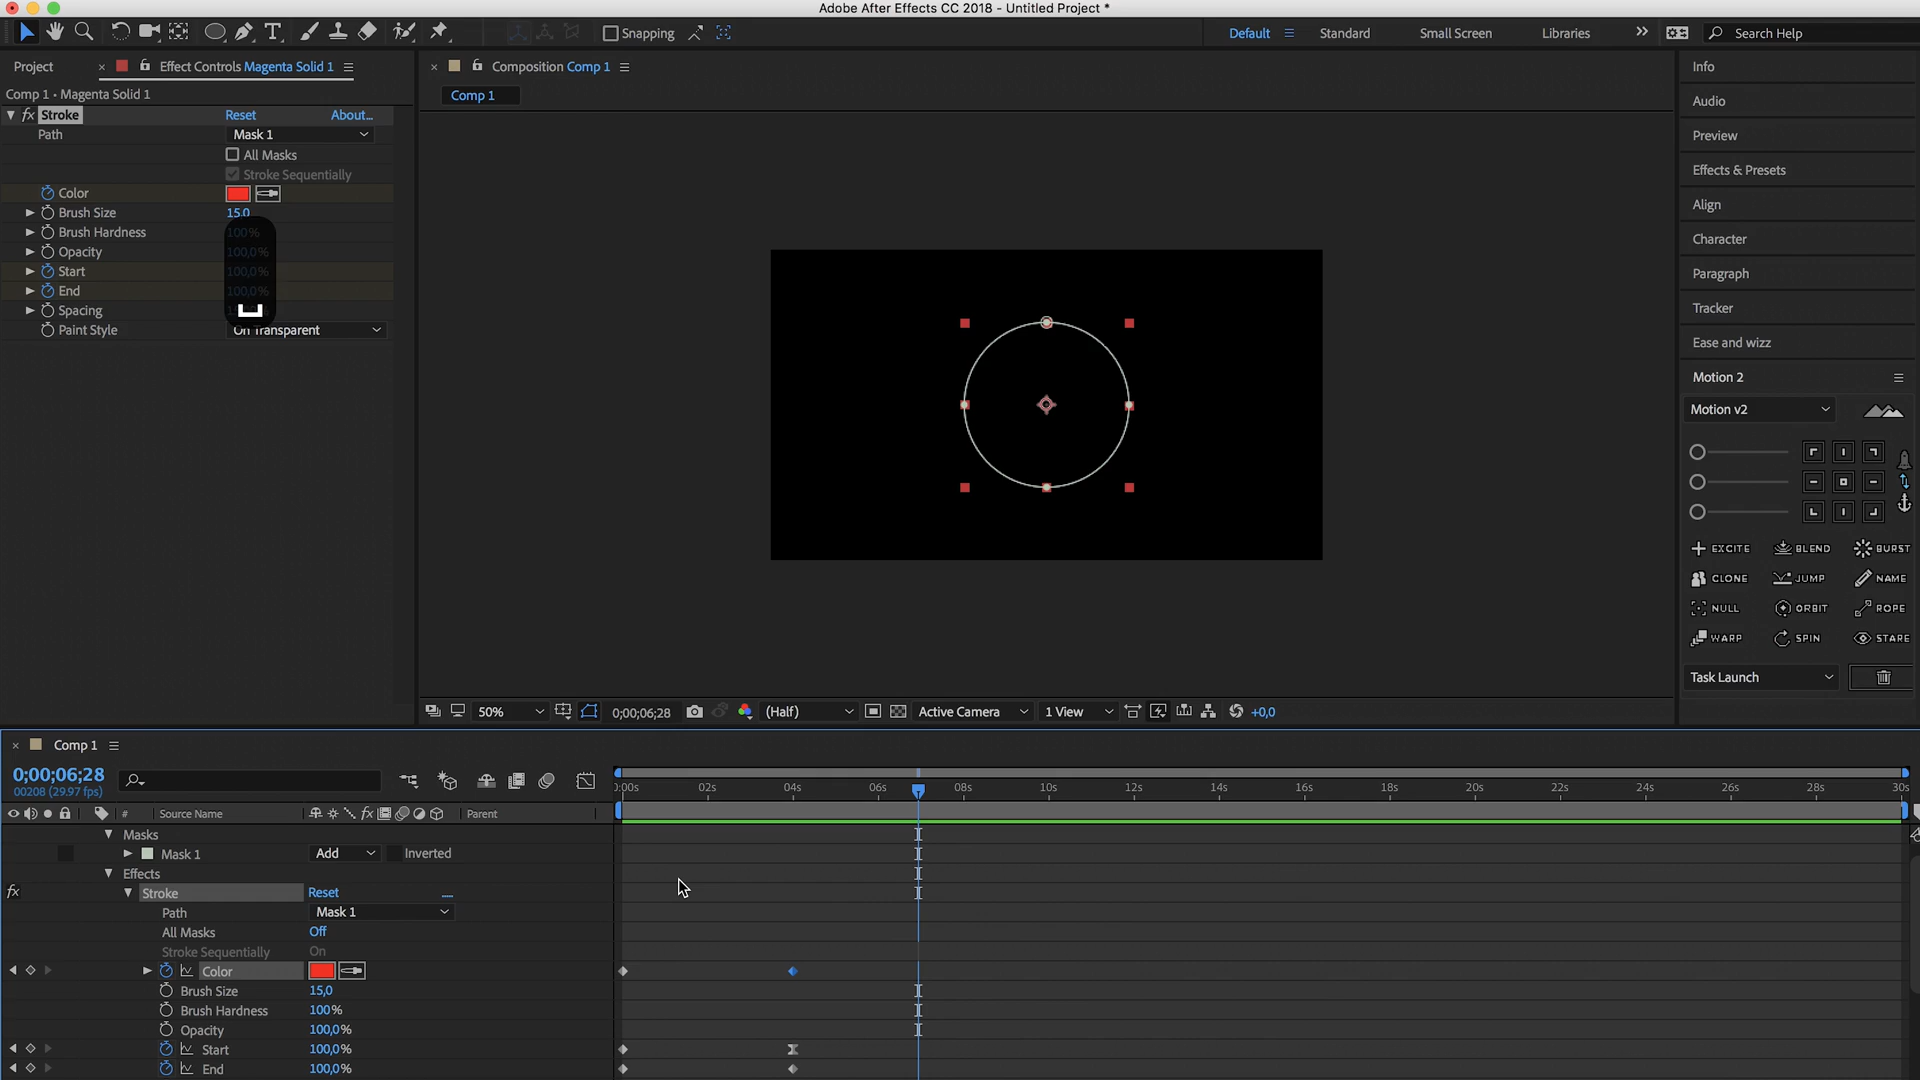 Adobe After Effects CC 2018 - Untitled Project *
Snapping
Default
Standard
Small Screen
Libraries
Search Help
Project
Effect Controls Magenta Solid 1
Composition Comp 1
Comp 1 • Magenta Solid 1
Comp 1
fx Stroke
Reset
About...
Path
Mask 1
All Masks
Stroke Sequentially
Color
Brush Size
15,0
Brush Hardness
100%
Opacity
100,0%
Start
100,0%
End
100,0%
Spacing
Paint Style
On Transparent
Info
Audio
Preview
Effects & Presets
Align
Character
Paragraph
Tracker
Ease and wizz
Motion 2
Motion v2
EXCITE
BLEND
BURST
CLONE
JUMP
NAME
NULL
ORBIT
ROPE
WARP
SPIN
STARE
Task Launch
50%
0;00;06;28
(Half)
Active Camera
1 View
+0,0
Comp 1
0;00;06;28
00208 (29.97 fps)
0:00s
02s
04s
06s
08s
10s
12s
14s
16s
18s
20s
22s
24s
26s
28s
30s
#
Source Name
fx
Parent
Masks
Mask 1
Add
Inverted
Effects
fx
Stroke
Reset
...
Path
Mask 1
All Masks
Off
Stroke Sequentially
On
Color
Brush Size
15,0
Brush Hardness
100%
Opacity
100,0%
Start
100,0%
End
100,0%